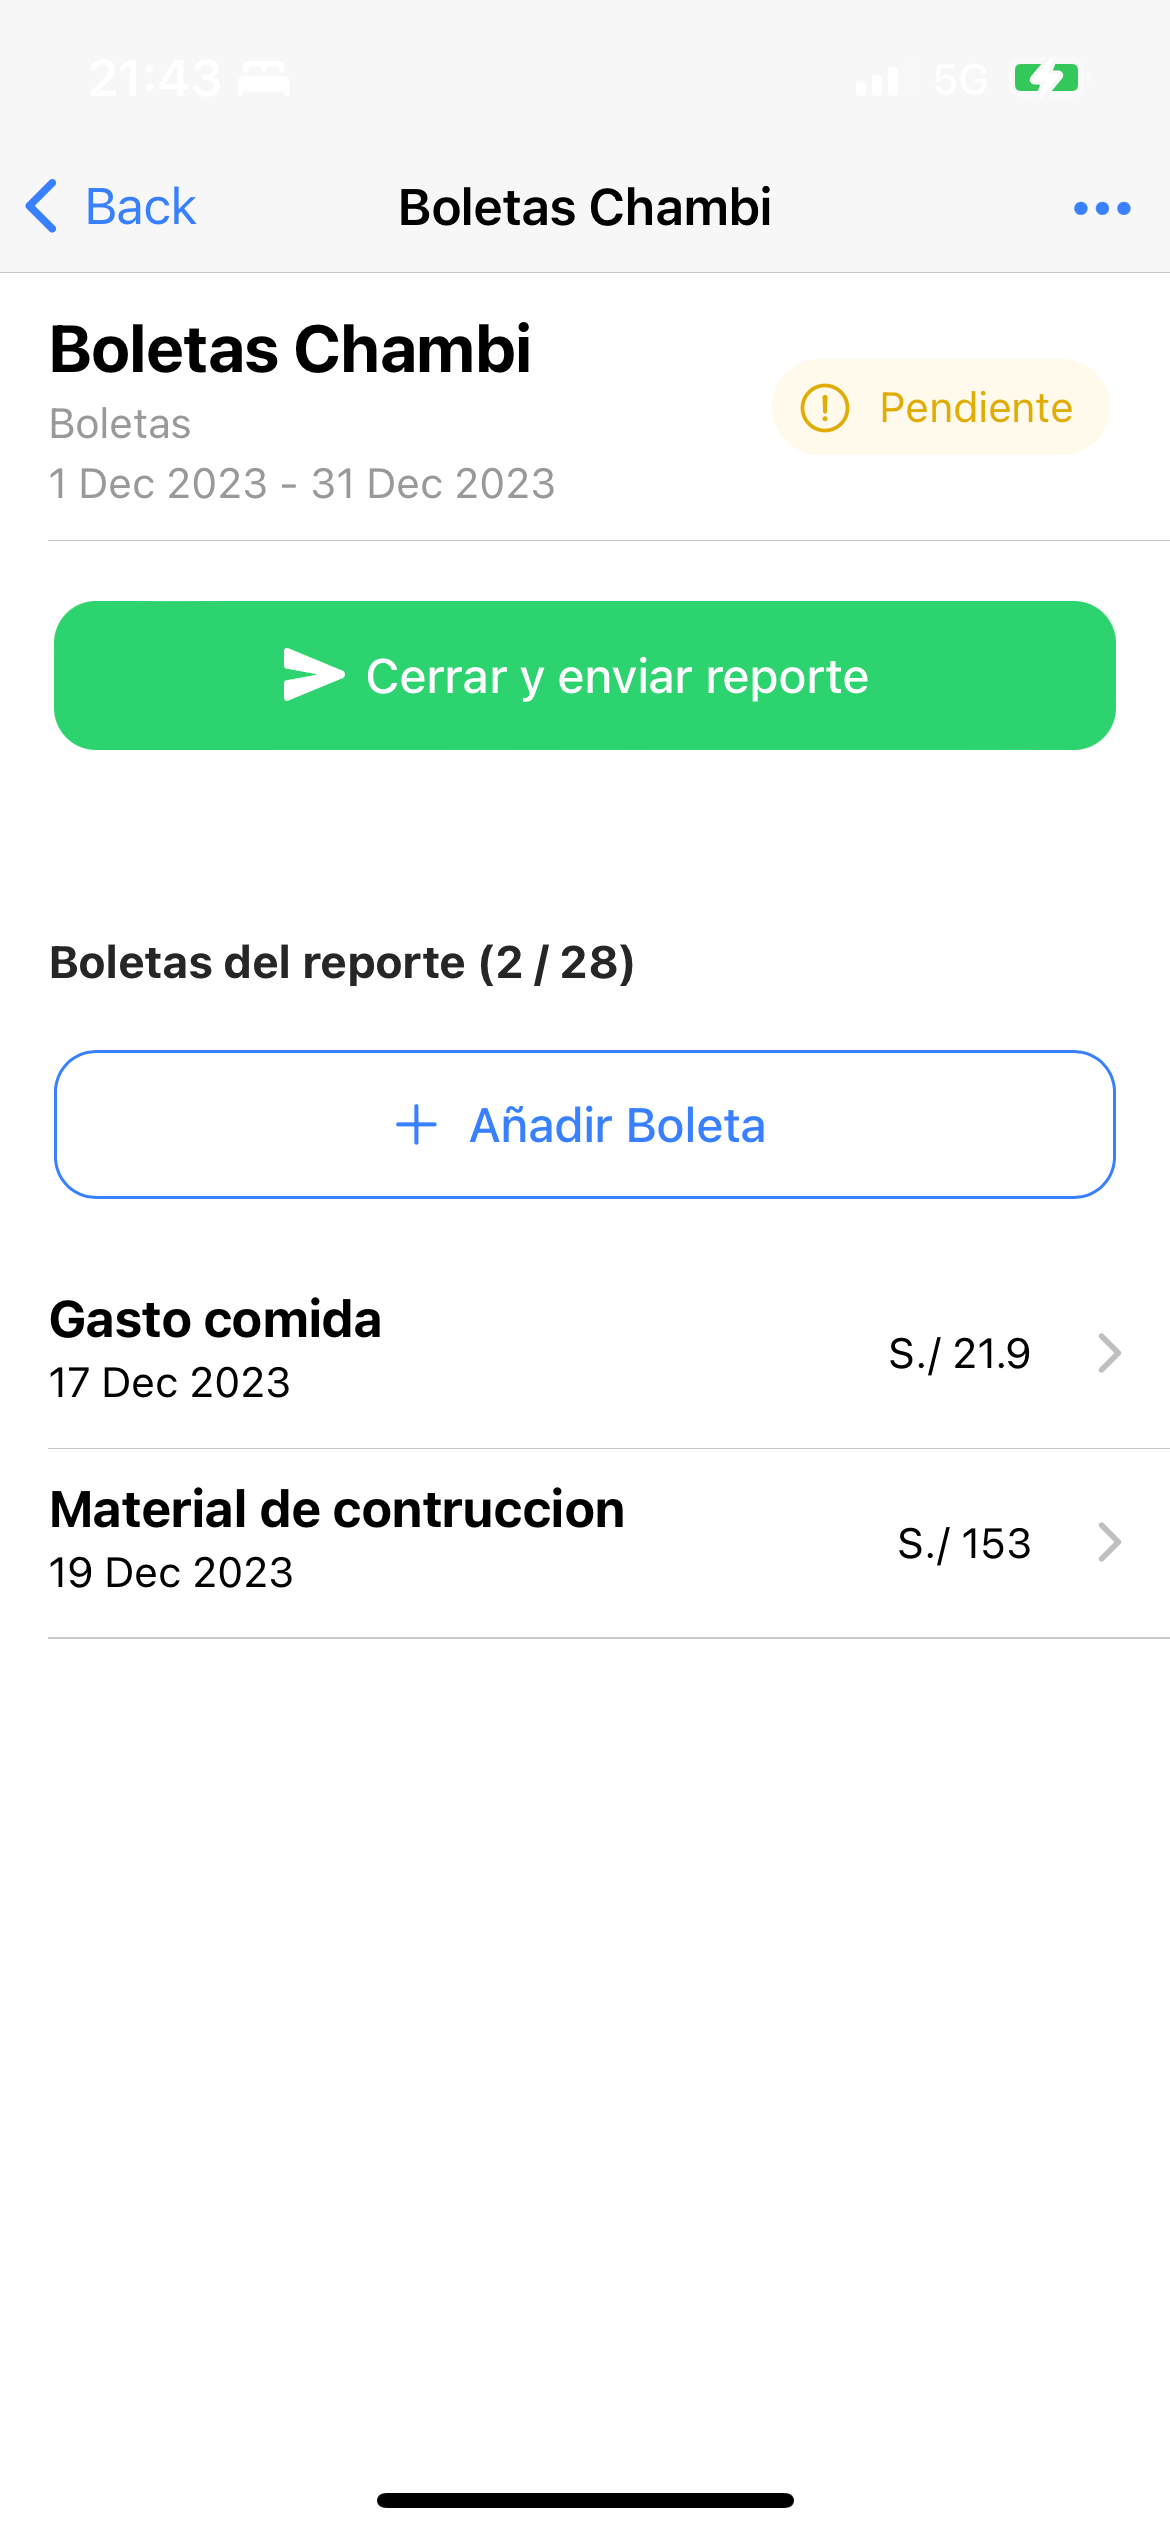 21:43
5G
Back
Boletas Chambi
Boletas Chambi
Boletas
1 Dec 2023 - 31 Dec 2023
Pendiente
Cerrar y enviar reporte
Boletas del reporte (2 / 28)
+ Añadir Boleta
Gasto comida
17 Dec 2023
S./ 21.9
Material de contruccion
19 Dec 2023
S./ 153